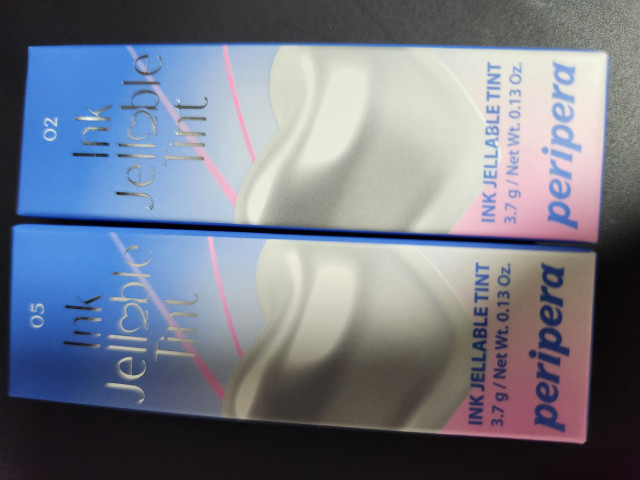 02
Ink
Jellable
Tint
INK JELLABLE TINT
3.7 g / Net Wt. 0.13 Oz.
peripera
05
Ink
Jellable
Tint
INK JELLABLE TINT
3.7 g / Net Wt. 0.13 Oz.
peripera